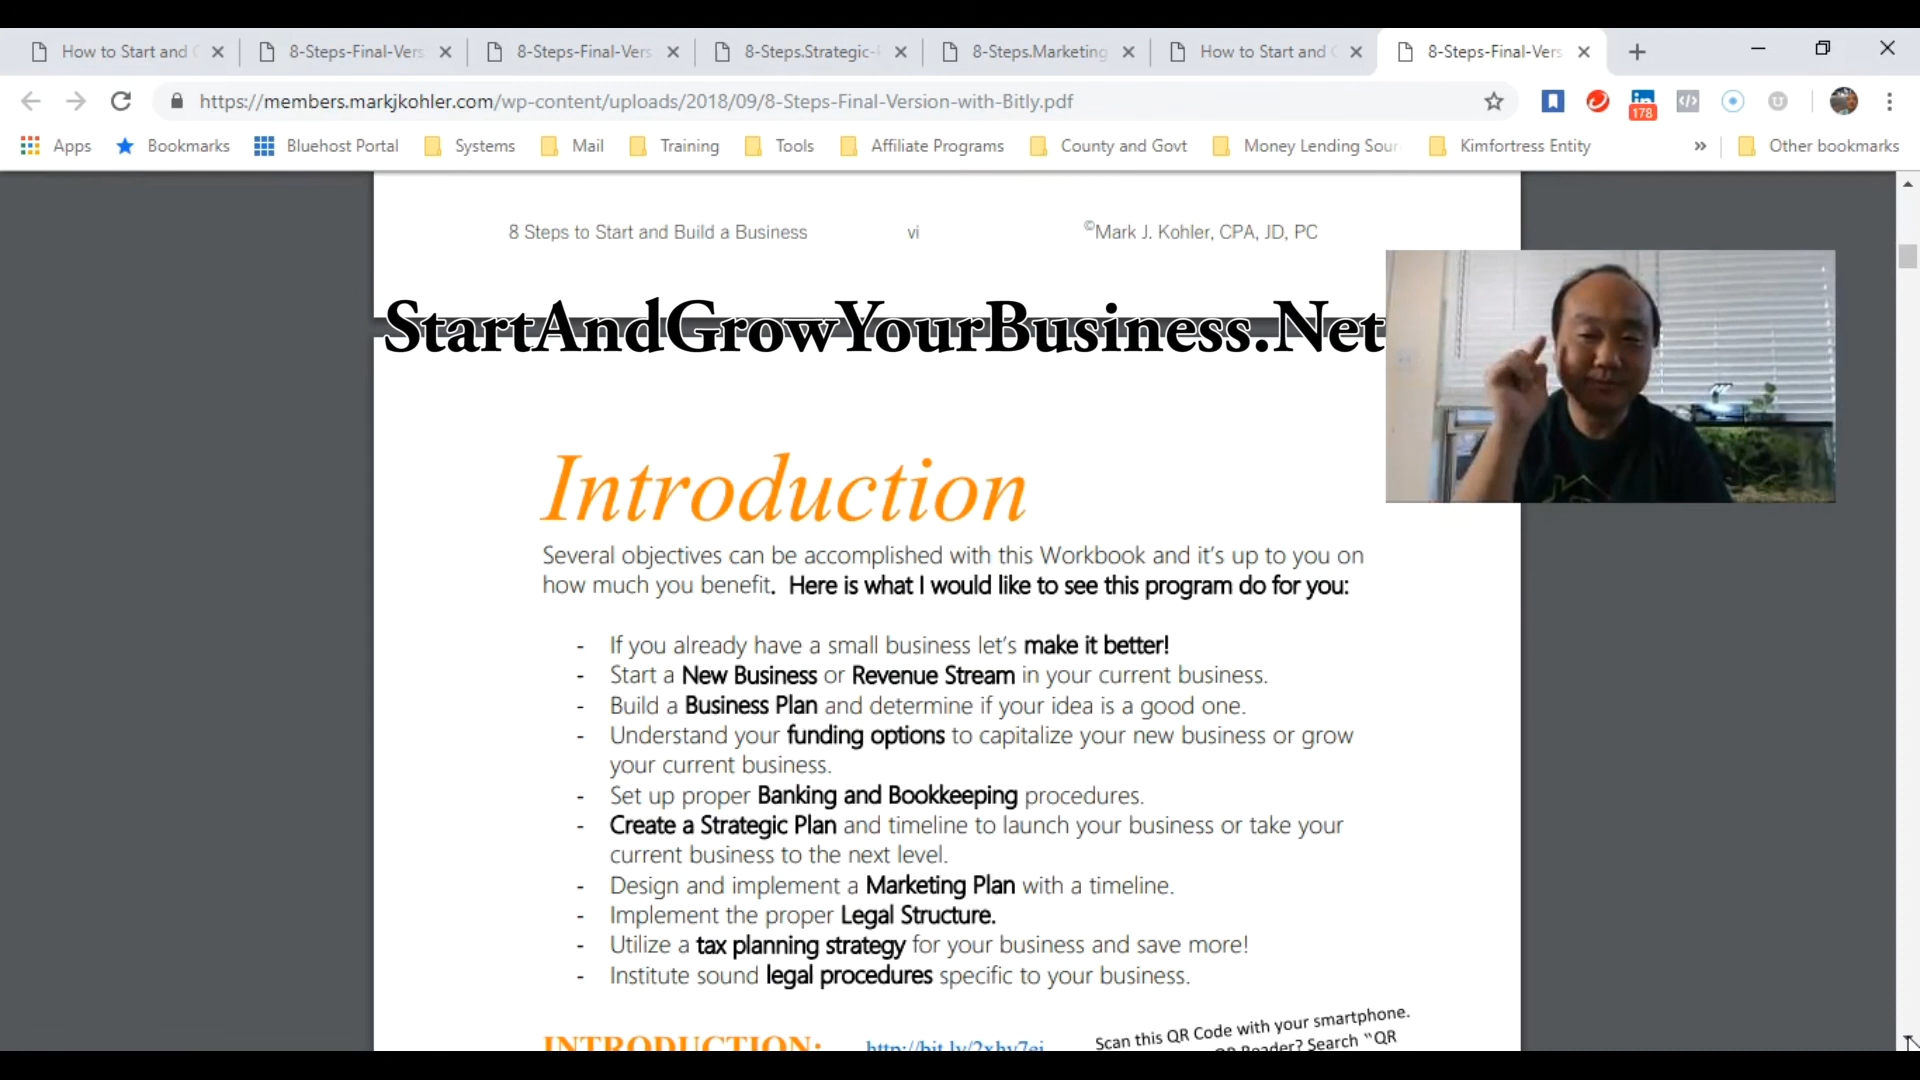 How to Start and
8-Steps-Final-Vers
8-Steps-Final-Vers
8-Steps.Strategic-
8-Steps.Marketing
How to Start and
8-Steps-Final-Vers
https://members.markjkohler.com/wp-content/uploads/2018/09/8-Steps-Final-Version-with-Bitly.pdf
178
Apps
Bookmarks
Bluehost Portal
Systems
Mail
Training
Tools
Affiliate Programs
County and Govt
Money Lending Sour
Kimfortress Entity
»
Other bookmarks
8 Steps to Start and Build a Business vi ©Mark J. Kohler, CPA, JD, PC
StartAndGrowYourBusiness.Net
Introduction
Several objectives can be accomplished with this Workbook and it's up to you on
how much you benefit. Here is what I would like to see this program do for you:
- If you already have a small business let's make it better!
- Start a New Business or Revenue Stream in your current business.
- Build a Business Plan and determine if your idea is a good one.
- Understand your funding options to capitalize your new business or grow
your current business.
- Set up proper Banking and Bookkeeping procedures.
- Create a Strategic Plan and timeline to launch your business or take your
current business to the next level.
- Design and implement a Marketing Plan with a timeline.
- Implement the proper Legal Structure.
- Utilize a tax planning strategy for your business and save more!
- Institute sound legal procedures specific to your business.
Scan this QR Code with your smartphone.
INTRODUCTION:
Reader? Search "QR